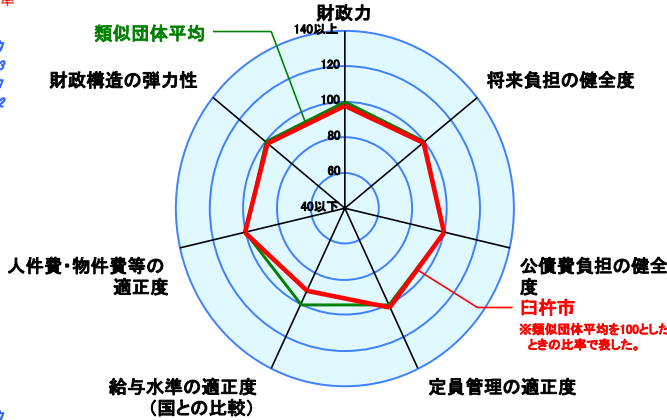 率
財政力
140以上
類似団体平均
120
財政構造の弾力性
将来負担の健全度
100
80
60
40以下
人件費・物件費等の
適正度
公債費負担の健全
度
臼杵市
※類似団体平均を100とした
ときの比率で表した。
給与水準の適正度
（国との比較）
定員管理の適正度